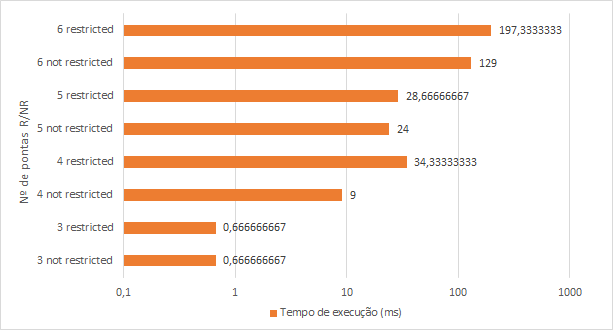 6 restricted 197,3333333
6 not restricted 129
5 restricted 28,66666667
5 not restricted 24
4 restricted 34,33333333
4 not restricted 9
3 restricted 0,666666667
3 not restricted 0,666666667
Nº de pontas R/NR
0,1 1 10 100 1000
Tempo de execução (ms)